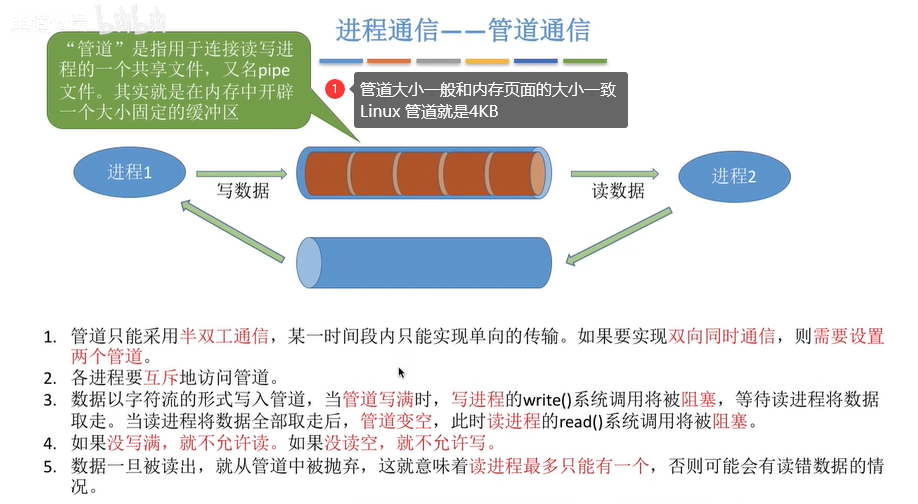 进程通信——管道通信
“管道”是指用于连接读写进
程的一个共享文件，又名pipe
文件。其实就是在内存中开辟
一个大小固定的缓冲区
1 管道大小一般和内存页面的大小一致
Linux 管道就是4KB
进程1
写数据
读数据
进程2
1. 管道只能采用半双工通信，某一时间段内只能实现单向的传输。如果要实现双向同时通信，则需要设置
两个管道。
2. 各进程要互斥地访问管道。
3. 数据以字符流的形式写入管道，当管道写满时，写进程的write()系统调用将被阻塞，等待读进程将数据
取走。当读进程将数据全部取走后，管道变空，此时读进程的read()系统调用将被阻塞。
4. 如果没写满，就不允许读。如果没读空，就不允许写。
5. 数据一旦被读出，就从管道中被抛弃，这就意味着读进程最多只能有一个，否则可能会有读错数据的情
况。